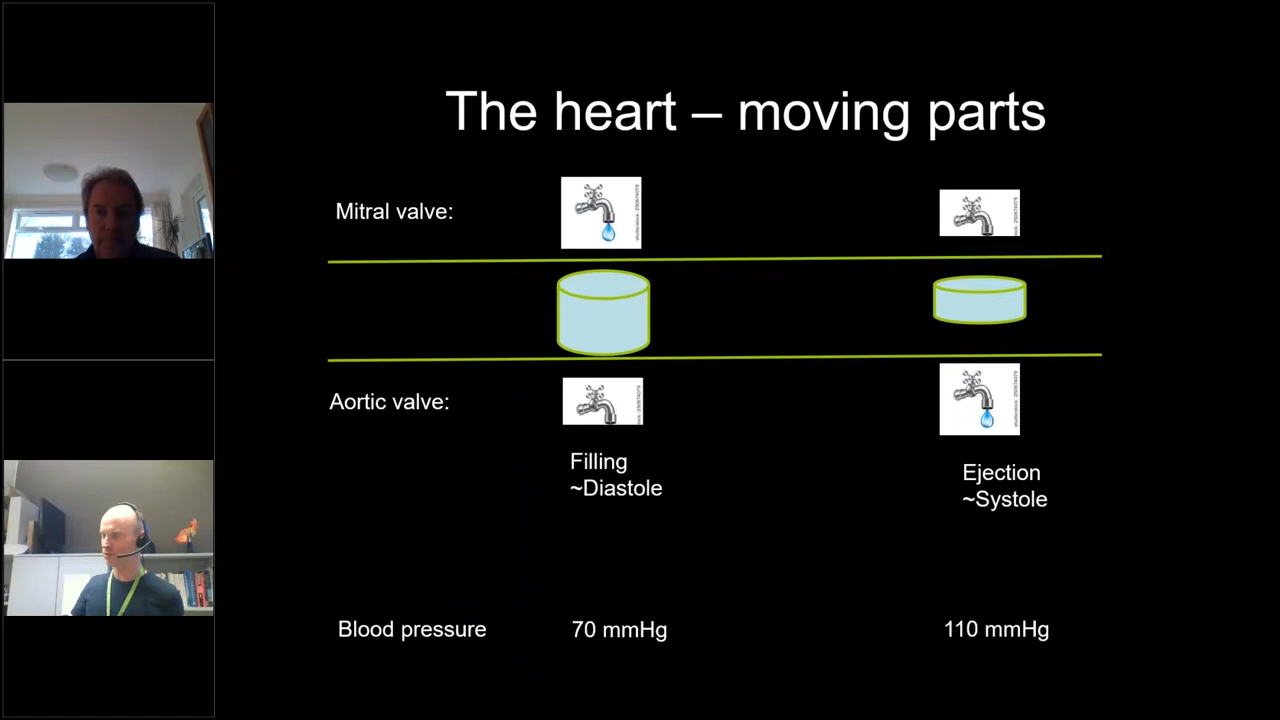 The heart – moving parts
Mitral valve:
Aortic valve:
Filling
~Diastole
Ejection
~Systole
Blood pressure
70 mmHg
110 mmHg